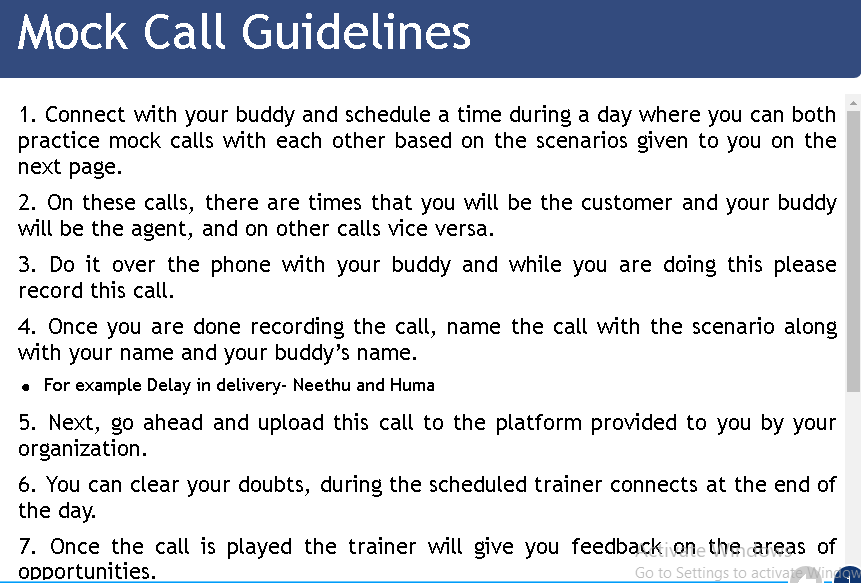 Mock Call Guidelines
1. Connect with your buddy and schedule a time during a day where you can both
practice mock calls with each other based on the scenarios given to you on the
next page.
2. On these calls, there are times that you will be the customer and your buddy
will be the agent, and on other calls vice versa.
3. Do it over the phone with your buddy and while you are doing this please
record this call.
4. Once you are done recording the call, name the call with the scenario along
with your name and your buddy's name.
• For example Delay in delivery- Neethu and Huma
5. Next, go ahead and upload this call to the platform provided to you by your
organization.
6. You can clear your doubts, during the scheduled trainer connects at the end of
the day.
7. Once the call is played the trainer will give you feedback on the areas of
opportunities.
Activate Windows
Go to Settings to activate Windows